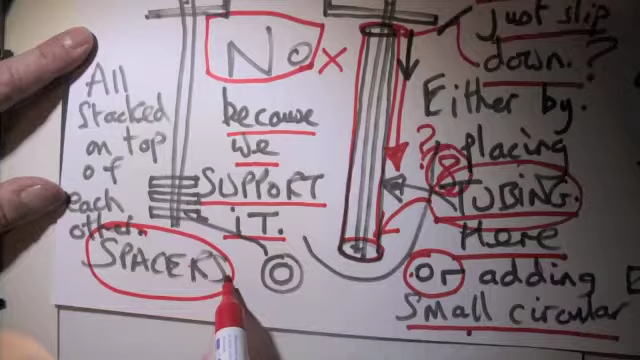 All
stacked
on top
of
each
other.
SPACERS
No X
because
we
SUPPORT
iT.
just slip
down. ?
Either by
? placing
TUBING.
Here
or adding
Small circular